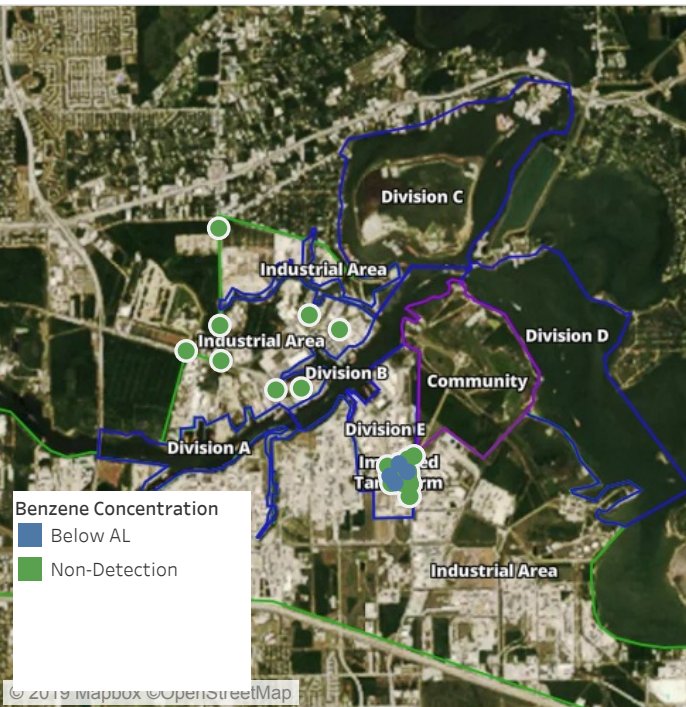 Division C
Industrial Area
Industrial Area
Division D
Division B
Community
Division E
Division A
Industrial Area
Benzene Concentration
Below AL
Non-Detection
© 2019 Mapbox ©OpenStreetMap